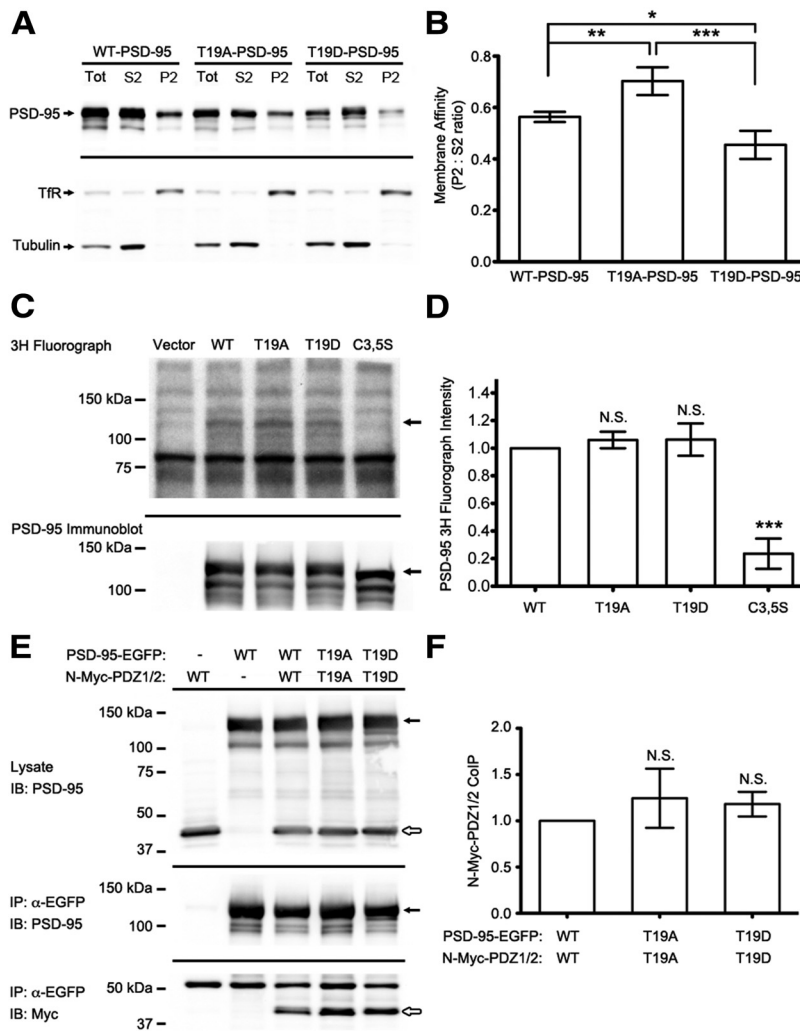 A
WT-PSD-95 T19A-PSD-95 T19D-PSD-95
Tot S2 P2 Tot S2 P2 Tot S2 P2
PSD-95
TfR
Tubulin
B
Membrane Affinity
(P2 : S2 ratio)
0.8
0.6
0.4
0.2
0.0
*
** ***
WT-PSD-95 T19A-PSD-95 T19D-PSD-95
C
3H Fluorograph Vector WT T19A T19D C3,5S
150 kDa
100
75
PSD-95 Immunoblot
150 kDa
100
D
PSD-95 3H Fluorograph Intensity
1.4
1.2
1.0
0.8
0.6
0.4
0.2
0.0
N.S. N.S.
***
WT T19A T19D C3,5S
E
PSD-95-EGFP: - WT WT T19A T19D
N-Myc-PDZ1/2: WT - WT T19A T19D
150 kDa
100
75
50
37
Lysate
IB: PSD-95
150 kDa
100
IP: α-EGFP
IB: PSD-95
50 kDa
37
IP: α-EGFP
IB: Myc
F
N-Myc-PDZ1/2 CoIP
2.0
1.5
1.0
0.5
0.0
N.S. N.S.
PSD-95-EGFP: WT T19A T19D
N-Myc-PDZ1/2: WT T19A T19D